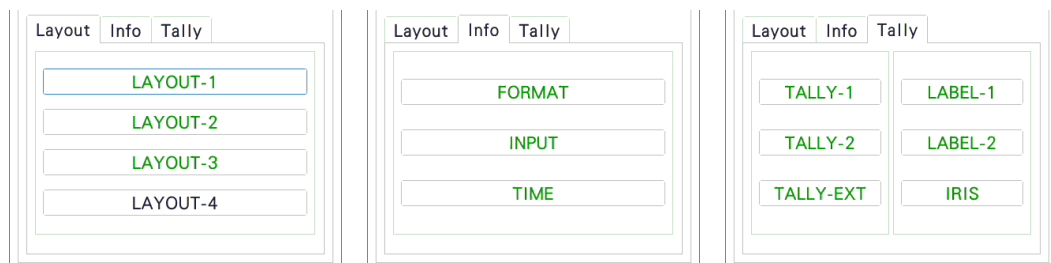 Layout Info Tally
LAYOUT-1
LAYOUT-2
LAYOUT-3
LAYOUT-4
Layout Info Tally
FORMAT
INPUT
TIME
Layout Info Tally
TALLY-1 LABEL-1
TALLY-2 LABEL-2
TALLY-EXT IRIS